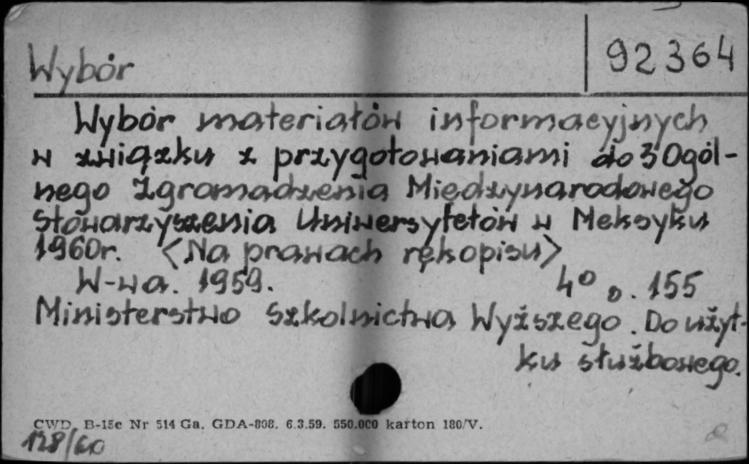 Wybór
92364
Wybór materiałów informacyjnych
w związku z przygotowaniami do 3 Ogól-
nego Zgromadzenia Międzynarodowego
Stowarzyszenia Uniwersytetów w Meksyku
1960r. <Na prawach rękopisu>
W-wa. 1959. 4° s. 155
Ministerstwo Szkolnictwa Wyższego. Do użyt-
ku służbowego.
CWD. B-15c Nr 514 Ga. GDA-808. 6.3.59. 550.000 karton 180/V.
128/60